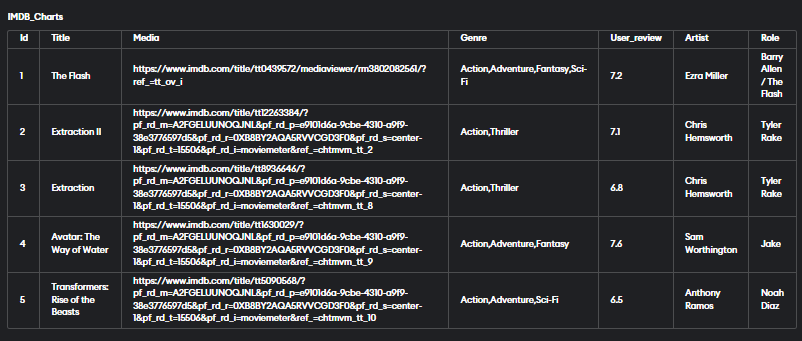 IMDB_Charts
Id Title Media Genre User_review Artist Role
1 The Flash https://www.imdb.com/title/tt0439572/mediaviewer/rm3802082561/?ref_=tt_ov_i Action,Adventure,Fantasy,Sci-Fi 7.2 Ezra Miller Barry Allen / The Flash
2 Extraction II https://www.imdb.com/title/tt12263384/?pf_rd_m=A2FGELUUNOQJNL&pf_rd_p=e9101d6a-9cbe-4310-a9f9-38e3776597d5&pf_rd_r=0XB8BY2AQA5RVVCGD3F0&pf_rd_s=center-1&pf_rd_t=15506&pf_rd_i=moviemeter&ref_=chtmvm_tt_2 Action,Thriller 7.1 Chris Hemsworth Tyler Rake
3 Extraction https://www.imdb.com/title/tt8936646/?pf_rd_m=A2FGELUUNOQJNL&pf_rd_p=e9101d6a-9cbe-4310-a9f9-38e3776597d5&pf_rd_r=0XB8BY2AQA5RVVCGD3F0&pf_rd_s=center-1&pf_rd_t=15506&pf_rd_i=moviemeter&ref_=chtmvm_tt_8 Action,Thriller 6.8 Chris Hemsworth Tyler Rake
4 Avatar: The Way of Water https://www.imdb.com/title/tt1630029/?pf_rd_m=A2FGELUUNOQJNL&pf_rd_p=e9101d6a-9cbe-4310-a9f9-38e3776597d5&pf_rd_r=0XB8BY2AQA5RVVCGD3F0&pf_rd_s=center-1&pf_rd_t=15506&pf_rd_i=moviemeter&ref_=chtmvm_tt_9 Action,Adventure,Fantasy 7.6 Sam Worthington Jake
5 Transformers: Rise of the Beasts https://www.imdb.com/title/tt5090568/?pf_rd_m=A2FGELUUNOQJNL&pf_rd_p=e9101d6a-9cbe-4310-a9f9-38e3776597d5&pf_rd_r=0XB8BY2AQA5RVVCGD3F0&pf_rd_s=center-1&pf_rd_t=15506&pf_rd_i=moviemeter&ref_=chtmvm_tt_10 Action,Adventure,Sci-Fi 6.5 Anthony Ramos Noah Diaz